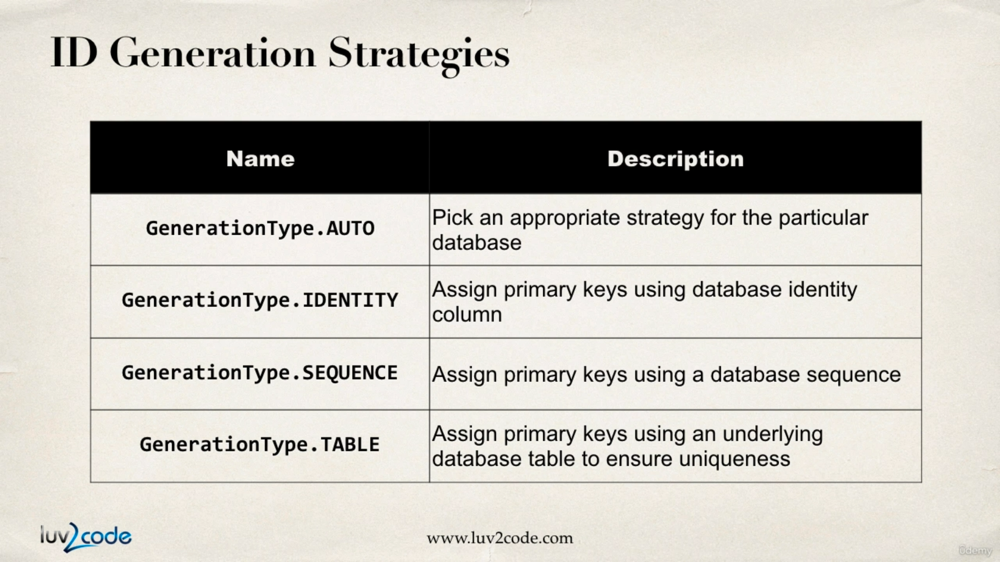 ID Generation Strategies
Name
Description
GenerationType.AUTO
Pick an appropriate strategy for the particular
database
GenerationType.IDENTITY
Assign primary keys using database identity
column
GenerationType.SEQUENCE
Assign primary keys using a database sequence
GenerationType.TABLE
Assign primary keys using an underlying
database table to ensure uniqueness
luv2code
www.luv2code.com
ûdemy